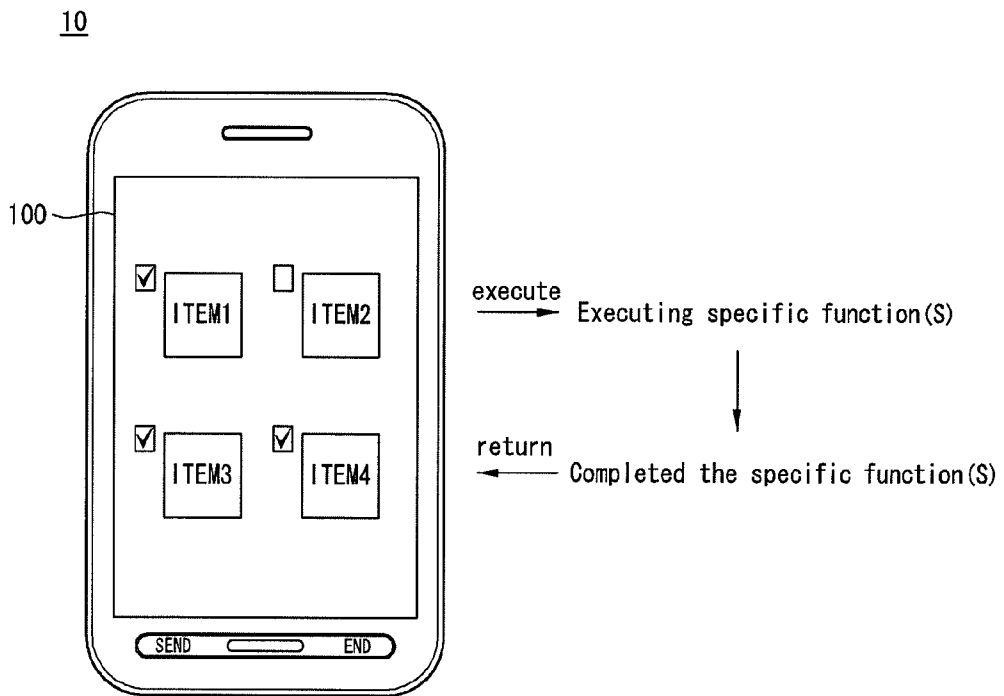 10
100
ITEM1
ITEM2
execute
Executing specific function(S)
ITEM3
ITEM4
return
Completed the specific function(S)
SEND
END